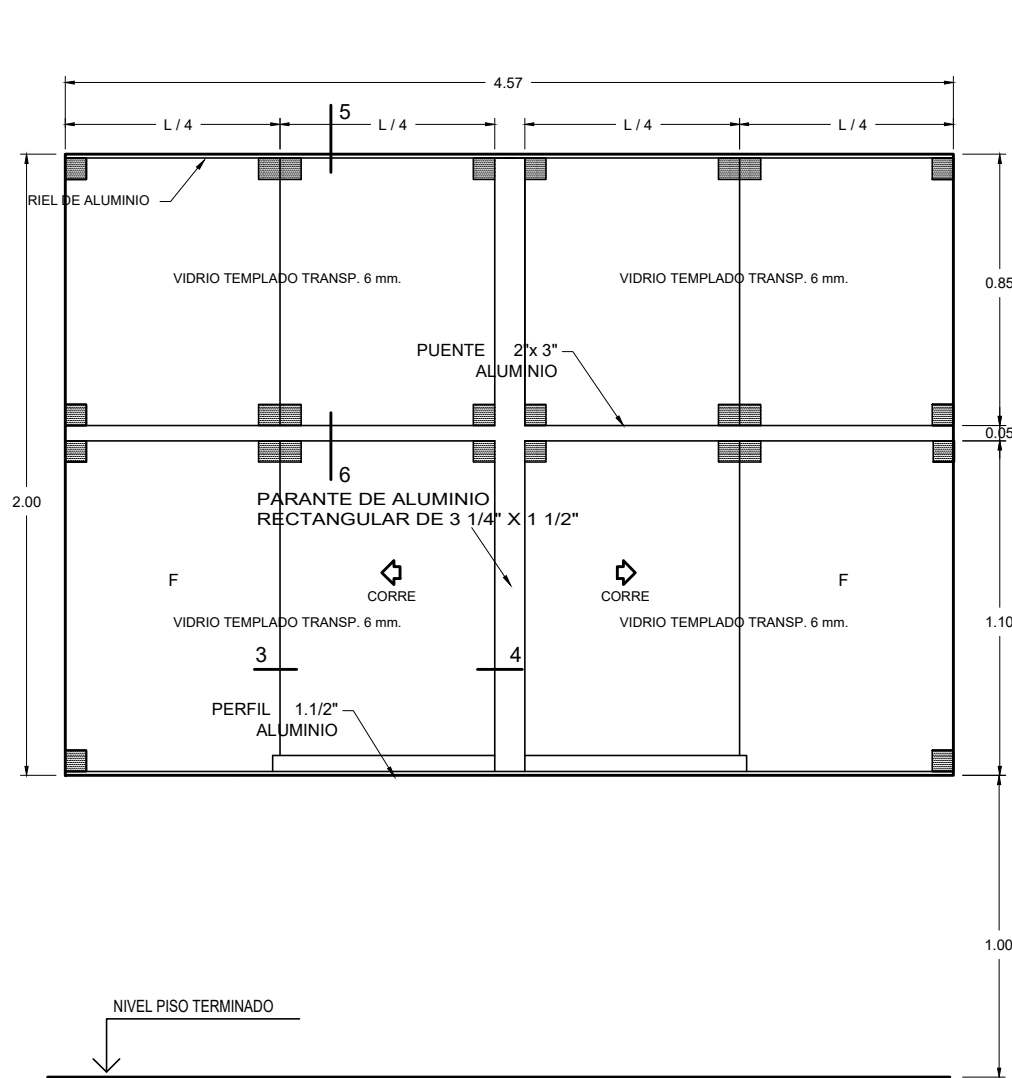 4.57
L / 4
5
L / 4
L / 4
L / 4
RIEL DE ALUMINIO
VIDRIO TEMPLADO TRANSP. 6 mm.
VIDRIO TEMPLADO TRANSP. 6 mm.
0.85
PUENTE 2"x 3"
ALUMINIO
0.05
6
2.00
PARANTE DE ALUMINIO
RECTANGULAR DE 3 1/4" X 1 1/2"
F
CORRE
CORRE
F
VIDRIO TEMPLADO TRANSP. 6 mm.
VIDRIO TEMPLADO TRANSP. 6 mm.
1.10
3
4
PERFIL 1.1/2"
ALUMINIO
1.00
NIVEL PISO TERMINADO